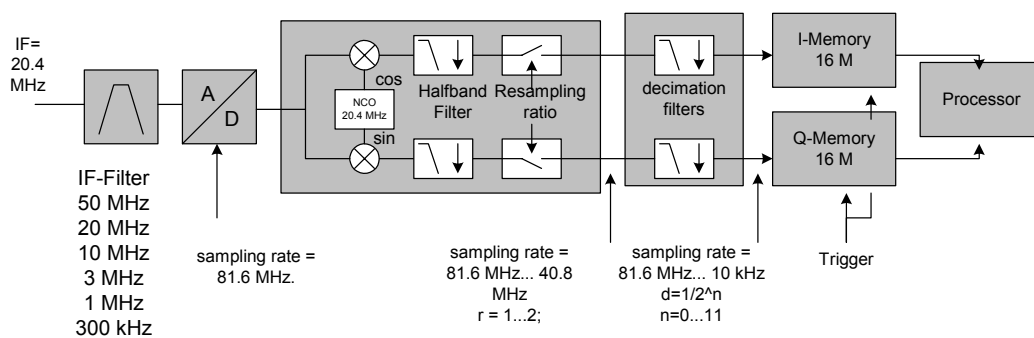 IF=
20.4
MHz
A
D
IF-Filter
50 MHz
20 MHz
10 MHz
3 MHz
1 MHz
300 kHz
sampling rate =
81.6 MHz.
cos
NCO
20.4 MHz
sin
Halfband
Filter
Resampling
ratio
sampling rate =
81.6 MHz... 40.8
MHz
r = 1...2;
decimation
filters
sampling rate =
81.6 MHz... 10 kHz
d=1/2^n
n=0...11
I-Memory
16 M
Q-Memory
16 M
Trigger
Processor